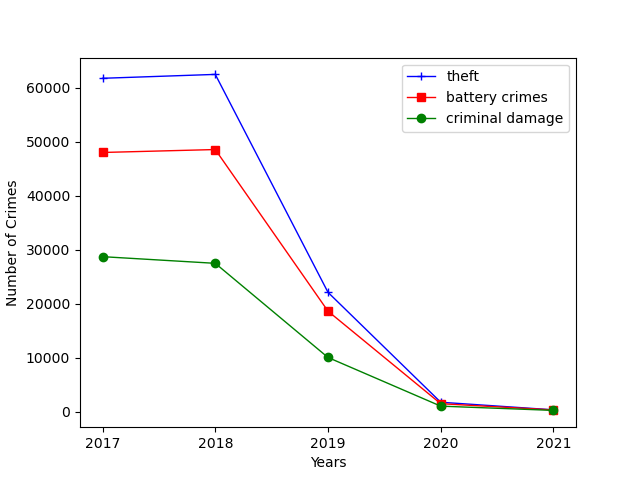 theft
battery crimes
criminal damage
Number of Crimes
60000
50000
40000
30000
20000
10000
0
2017
2018
2019
2020
2021
Years